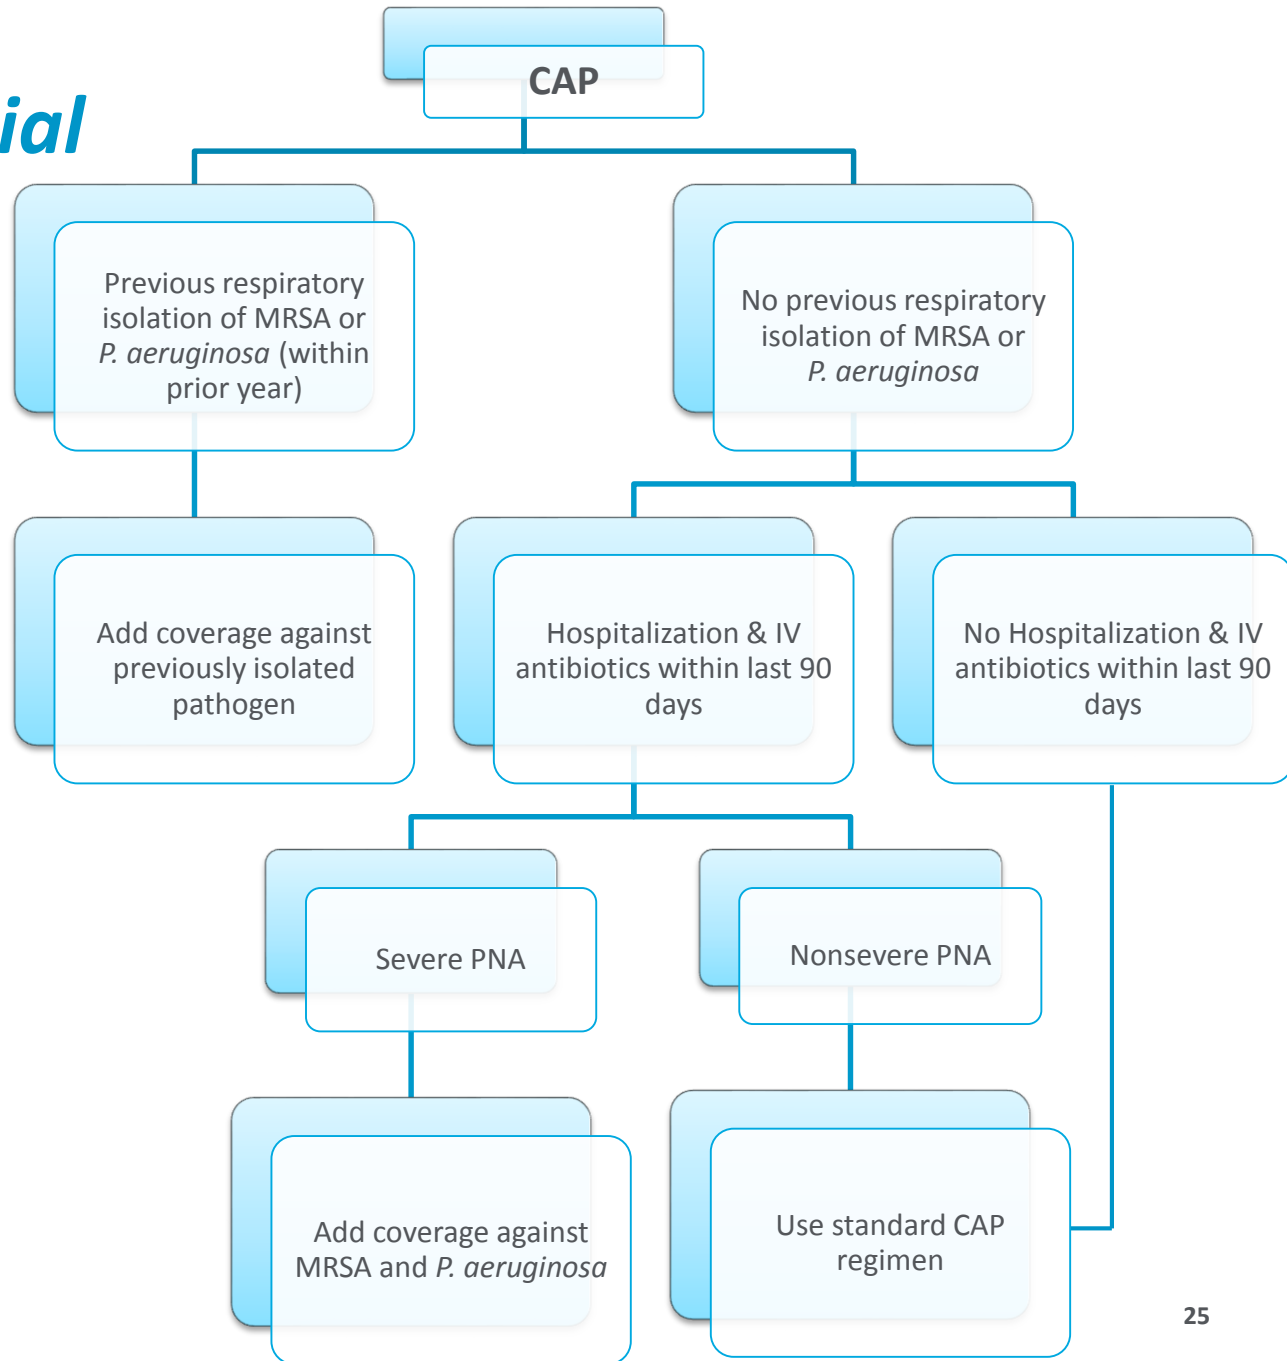 CAP
ial
Previous respiratory
isolation of MRSA or
P. aeruginosa (within
prior year)
No previous respiratory
isolation of MRSA or
P. aeruginosa
Add coverage against
previously isolated
pathogen
Hospitalization & IV
antibiotics within last 90
days
No Hospitalization & IV
antibiotics within last 90
days
Severe PNA
Nonsevere PNA
Add coverage against
MRSA and P. aeruginosa
Use standard CAP
regimen
25